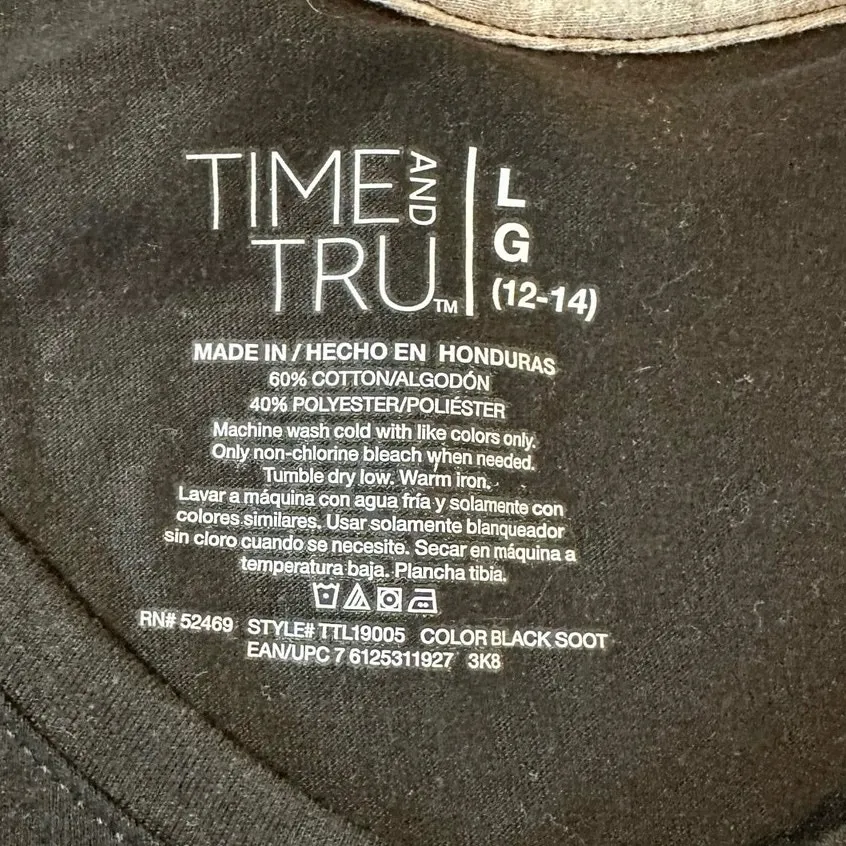 TIME AND TRU™
L
G
(12-14)
MADE IN / HECHO EN HONDURAS
60% COTTON/ALGODÓN
40% POLYESTER/POLIÉSTER
Machine wash cold with like colors only.
Only non-chlorine bleach when needed.
Tumble dry low. Warm iron.
Lavar a máquina con agua fría y solamente con
colores similares. Usar solamente blanqueador
sin cloro cuando se necesite. Secar en máquina a
temperatura baja. Plancha tibia.
RN# 52469 STYLE# TTL19005 COLOR BLACK SOOT
EAN/UPC 7 6125311927 3K8